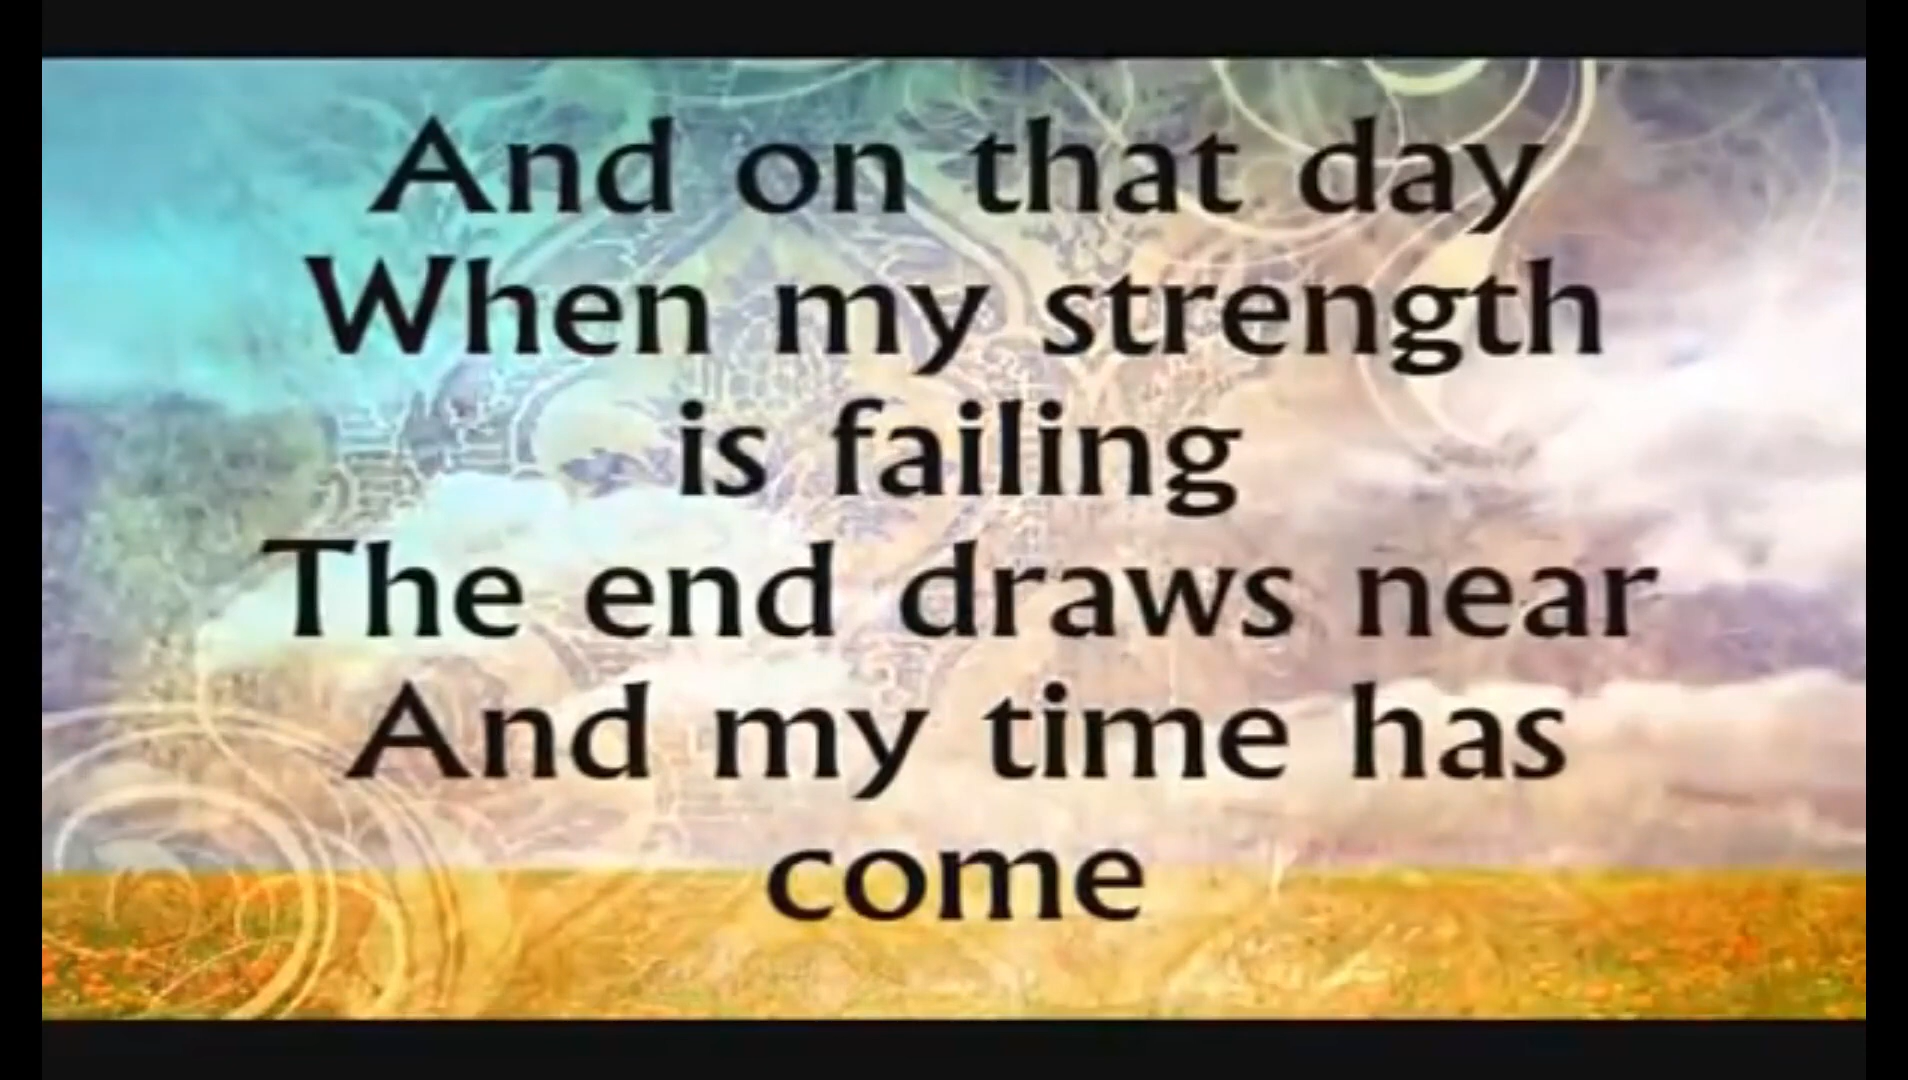 And on that day
When my strength
is failing
The end draws near
And my time has
come